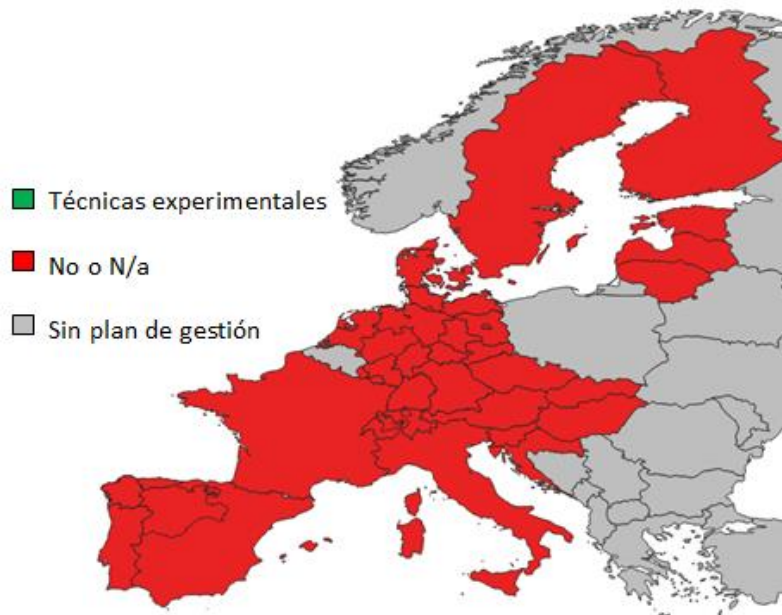 Técnicas experimentales
No o N/a
Sin plan de gestión